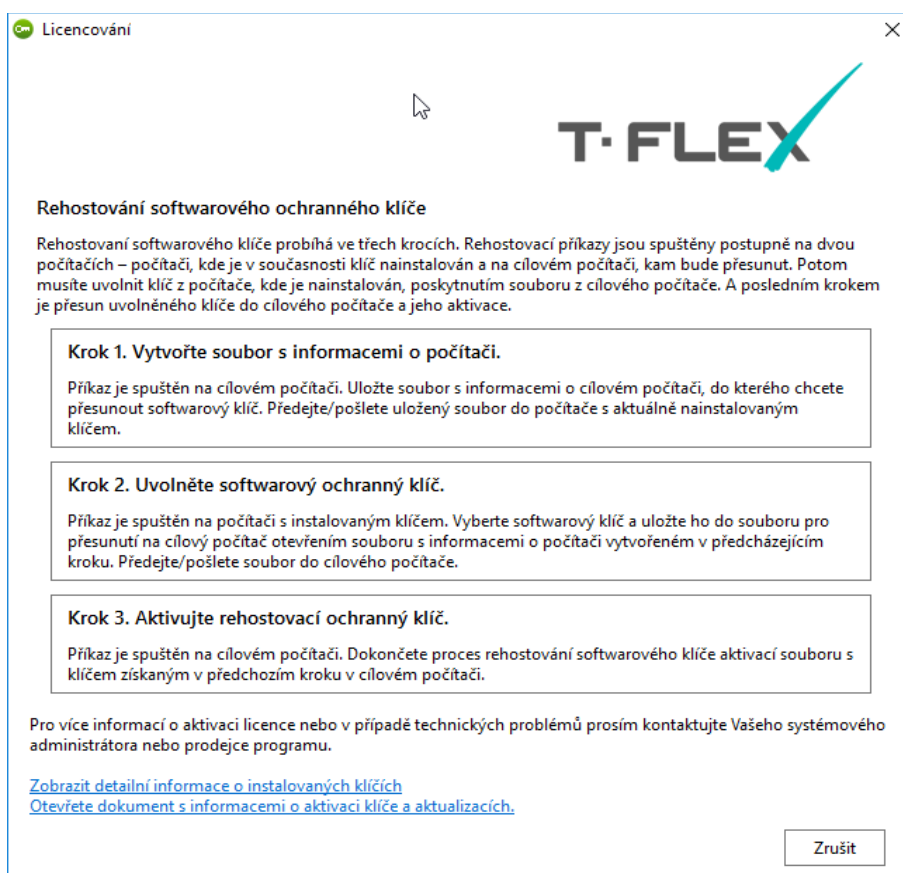 Licencování
T-FLEX
Rehostování softwarového ochranného klíče
Rehostovaní softwarového klíče probíhá ve třech krocích. Rehostovací příkazy jsou spuštěny postupně na dvou
počítačích – počítači, kde je v současnosti klíč nainstalován a na cílovém počítači, kam bude přesunut. Potom
musíte uvolnit klíč z počítače, kde je nainstalován, poskytnutím souboru z cílového počítače. A posledním krokem
je přesun uvolněného klíče do cílového počítače a jeho aktivace.
Krok 1. Vytvořte soubor s informacemi o počítači.
Příkaz je spuštěn na cílovém počítači. Uložte soubor s informacemi o cílovém počítači, do kterého chcete
přesunout softwarový klíč. Předejte/pošlete uložený soubor do počítače s aktuálně nainstalovaným
klíčem.
Krok 2. Uvolněte softwarový ochranný klíč.
Příkaz je spuštěn na počítači s instalovaným klíčem. Vyberte softwarový klíč a uložte ho do souboru pro
přesunutí na cílový počítač otevřením souboru s informacemi o počítači vytvořeném v předcházejícím
kroku. Předejte/pošlete soubor do cílového počítače.
Krok 3. Aktivujte rehostovací ochranný klíč.
Příkaz je spuštěn na cílovém počítači. Dokončete proces rehostování softwarového klíče aktivací souboru s
klíčem získaným v předchozím kroku v cílovém počítači.
Pro více informací o aktivaci licence nebo v případě technických problémů prosím kontaktujte Vašeho systémového
administrátora nebo prodejce programu.
Zobrazit detailní informace o instalovaných klíčích
Otevřete dokument s informacemi o aktivaci klíče a aktualizacích.
Zrušit